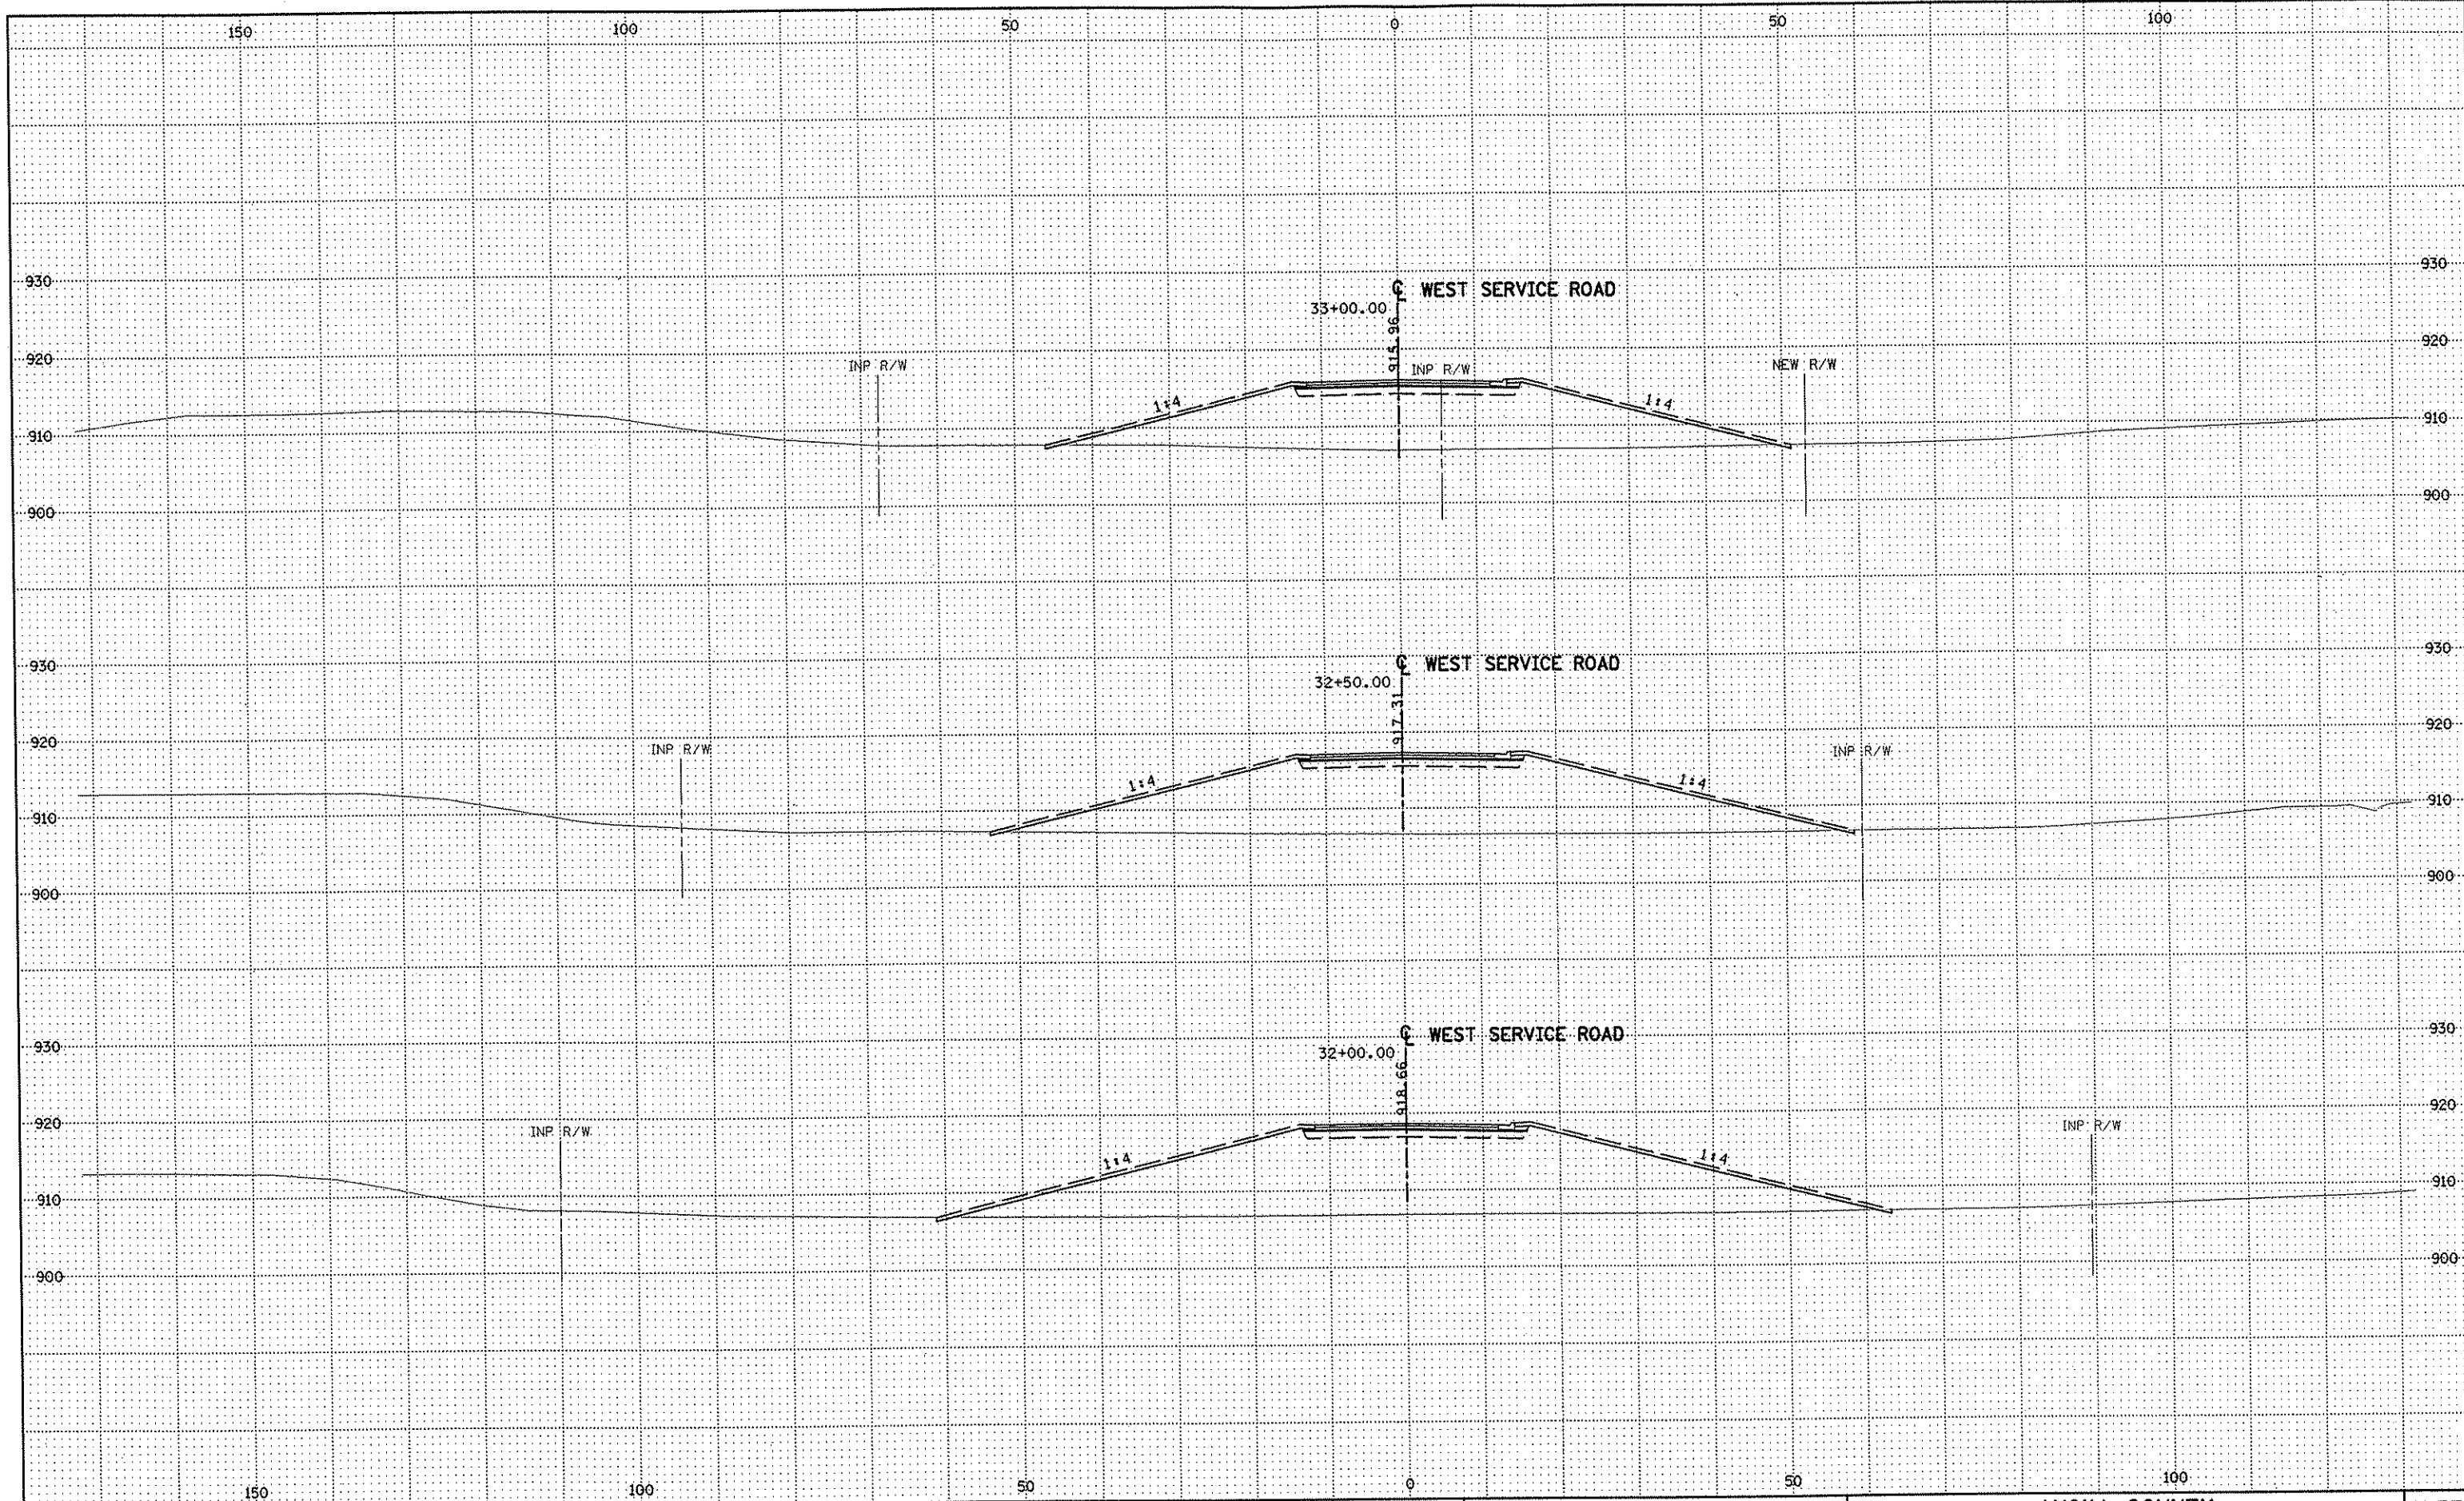 150 100 50 0 50 100
930 ℄ WEST SERVICE ROAD 930
33+00.00
915.96
920 INP R/W INP R/W NEW R/W 920
1:4 1:4
910 910
900 900
930 ℄ WEST SERVICE ROAD 930
32+50.00
917.31
920 INP R/W INP R/W 920
1:4 1:4
910 910
900 900
930 ℄ WEST SERVICE ROAD 930
32+00.00
918.66
920 INP R/W INP R/W 920
1:4 1:4
910 910
900 900
150 100 50 0 50 100